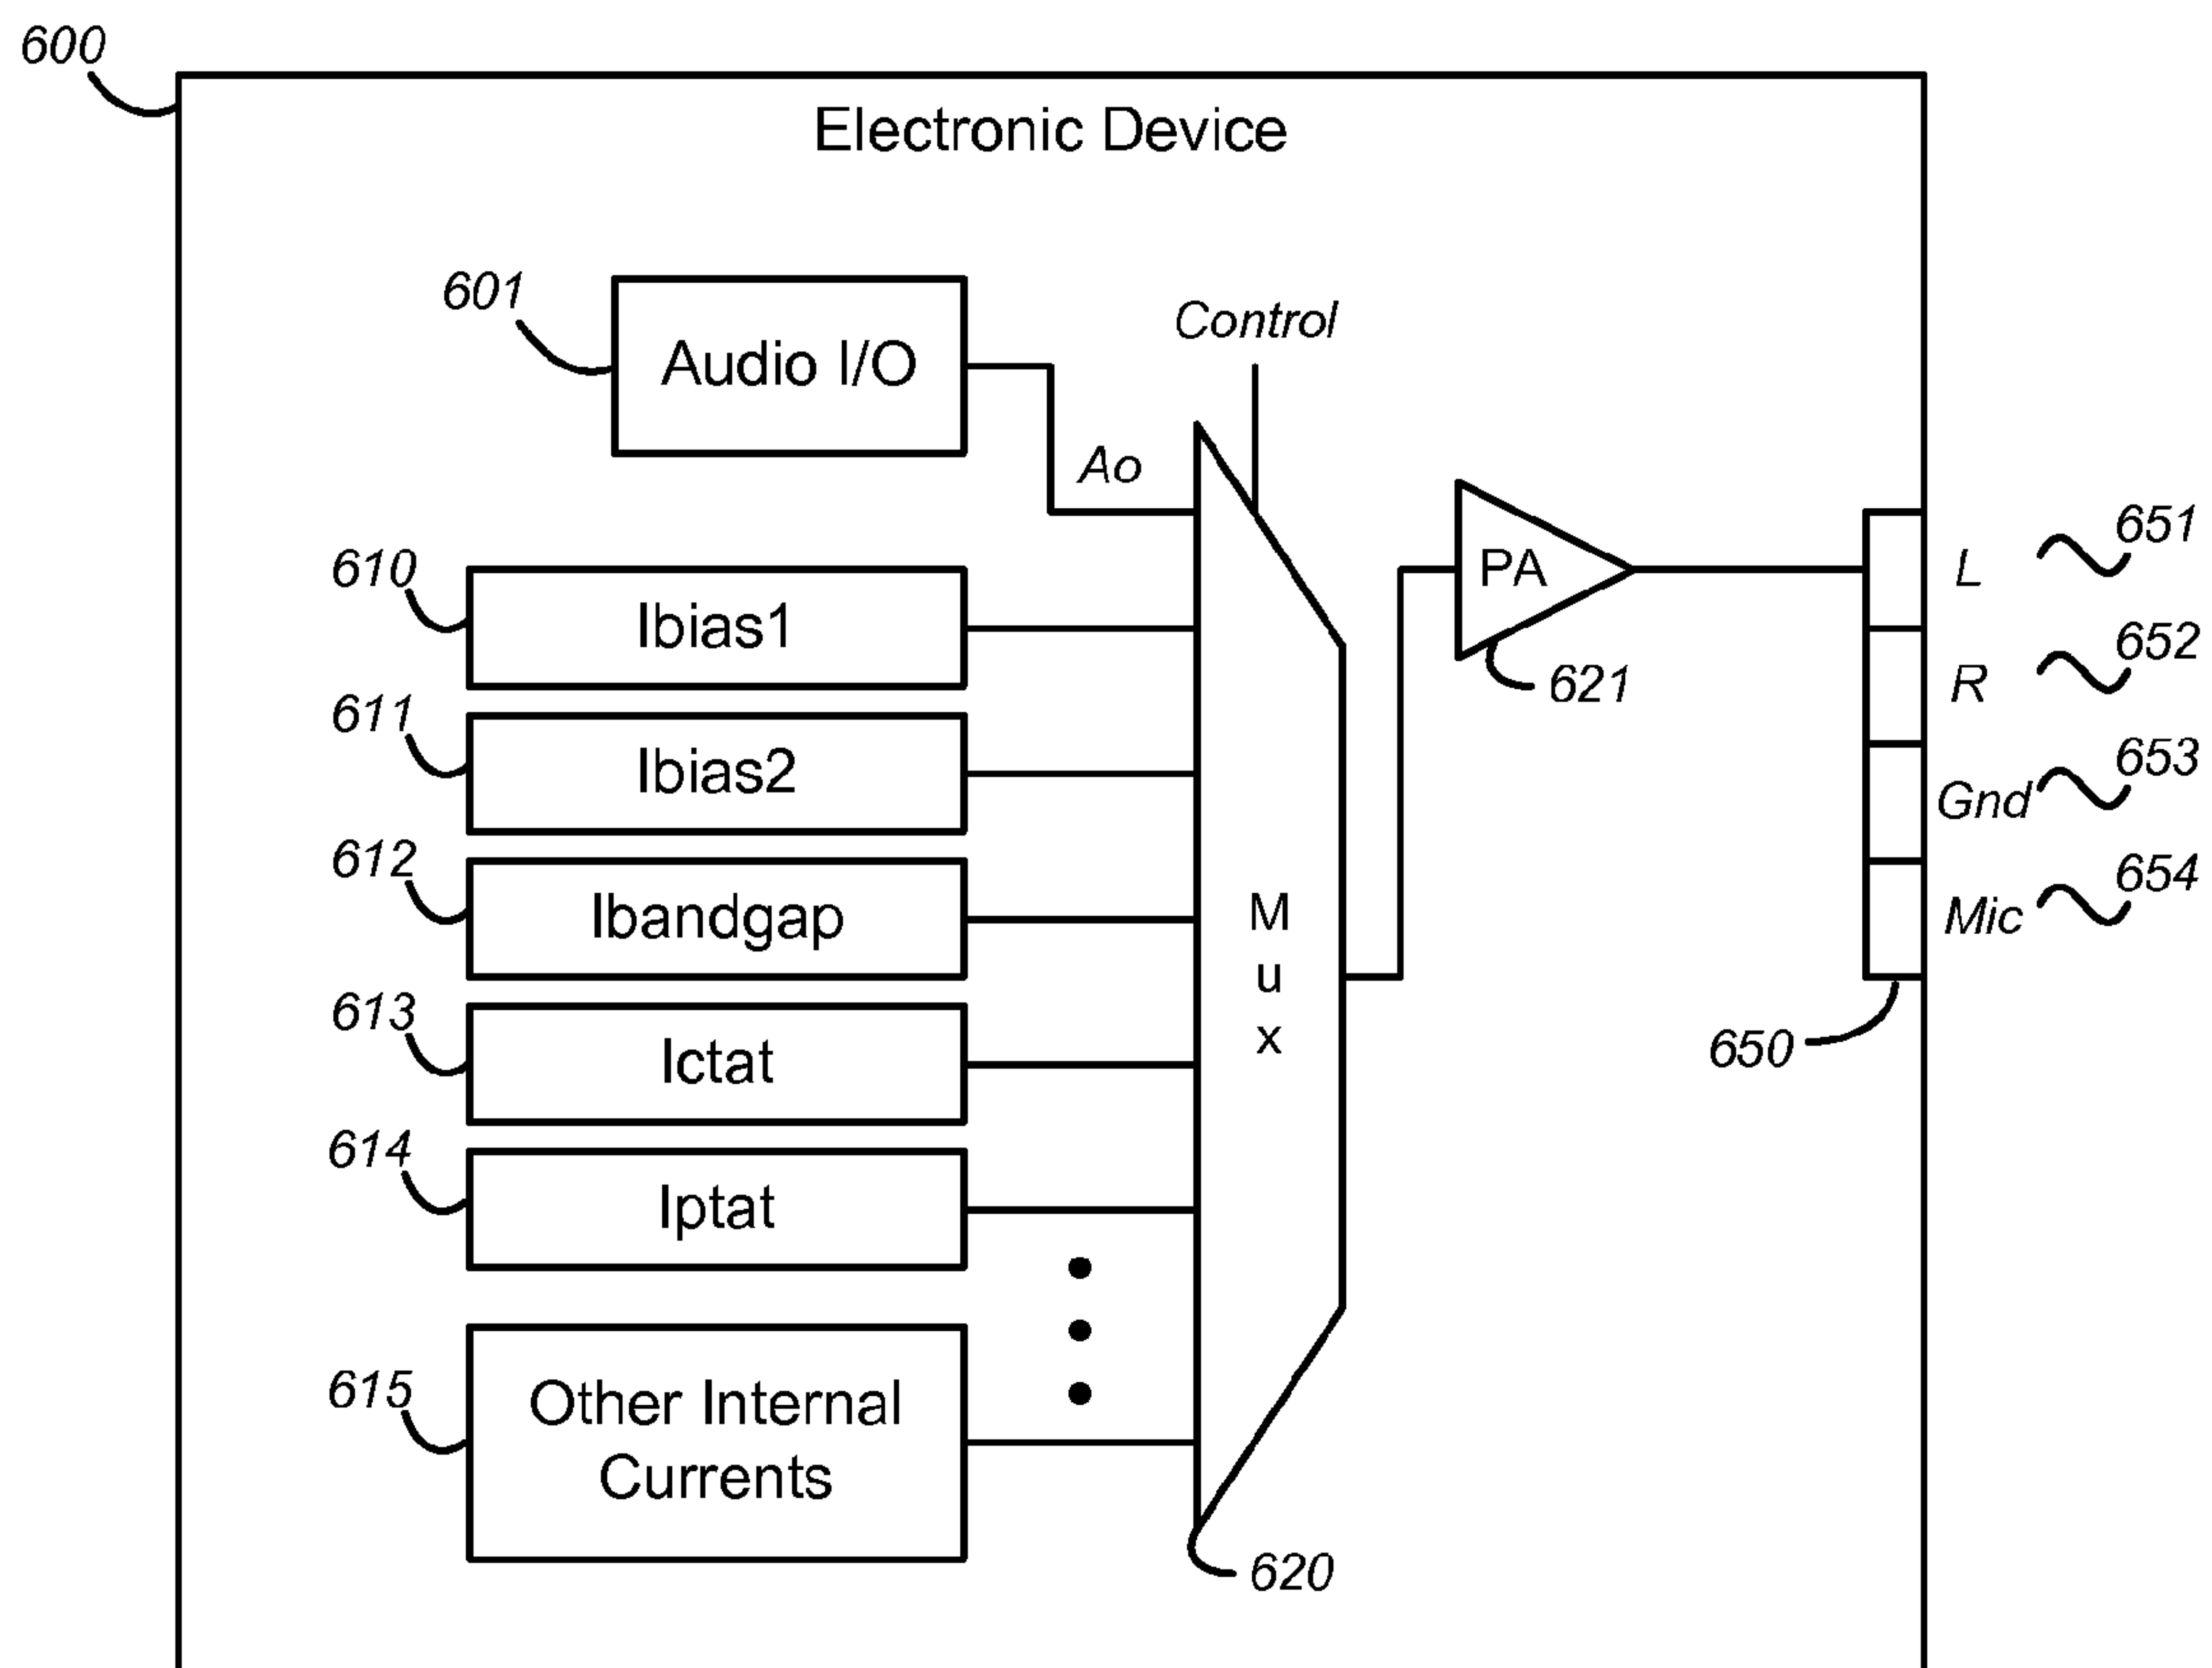 600
Electronic Device
601
Audio I/O
Control
Ao
610
Ibias1
611
Ibias2
612
Ibandgap
613
Ictat
614
Iptat
615
Other Internal
Currents
M
u
x
620
PA
621
L
651
R
652
Gnd
653
Mic
654
650